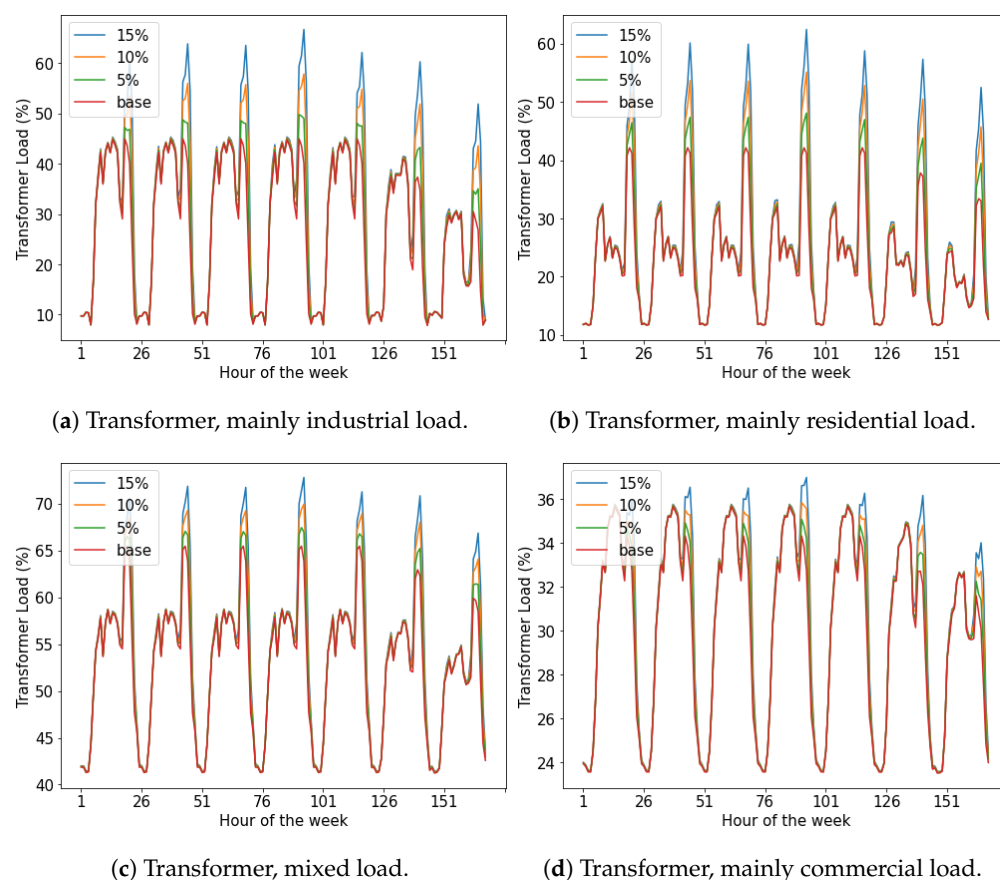 15%
10%
5%
base
Transformer Load (%)
60
50
40
30
20
10
1 26 51 76 101 126 151
Hour of the week
(a) Transformer, mainly industrial load.
15%
10%
5%
base
Transformer Load (%)
60
50
40
30
20
10
1 26 51 76 101 126 151
Hour of the week
(b) Transformer, mainly residential load.
15%
10%
5%
base
Transformer Load (%)
70
65
60
55
50
45
40
1 26 51 76 101 126 151
Hour of the week
(c) Transformer, mixed load.
15%
10%
5%
base
Transformer Load (%)
36
34
32
30
28
26
24
1 26 51 76 101 126 151
Hour of the week
(d) Transformer, mainly commercial load.